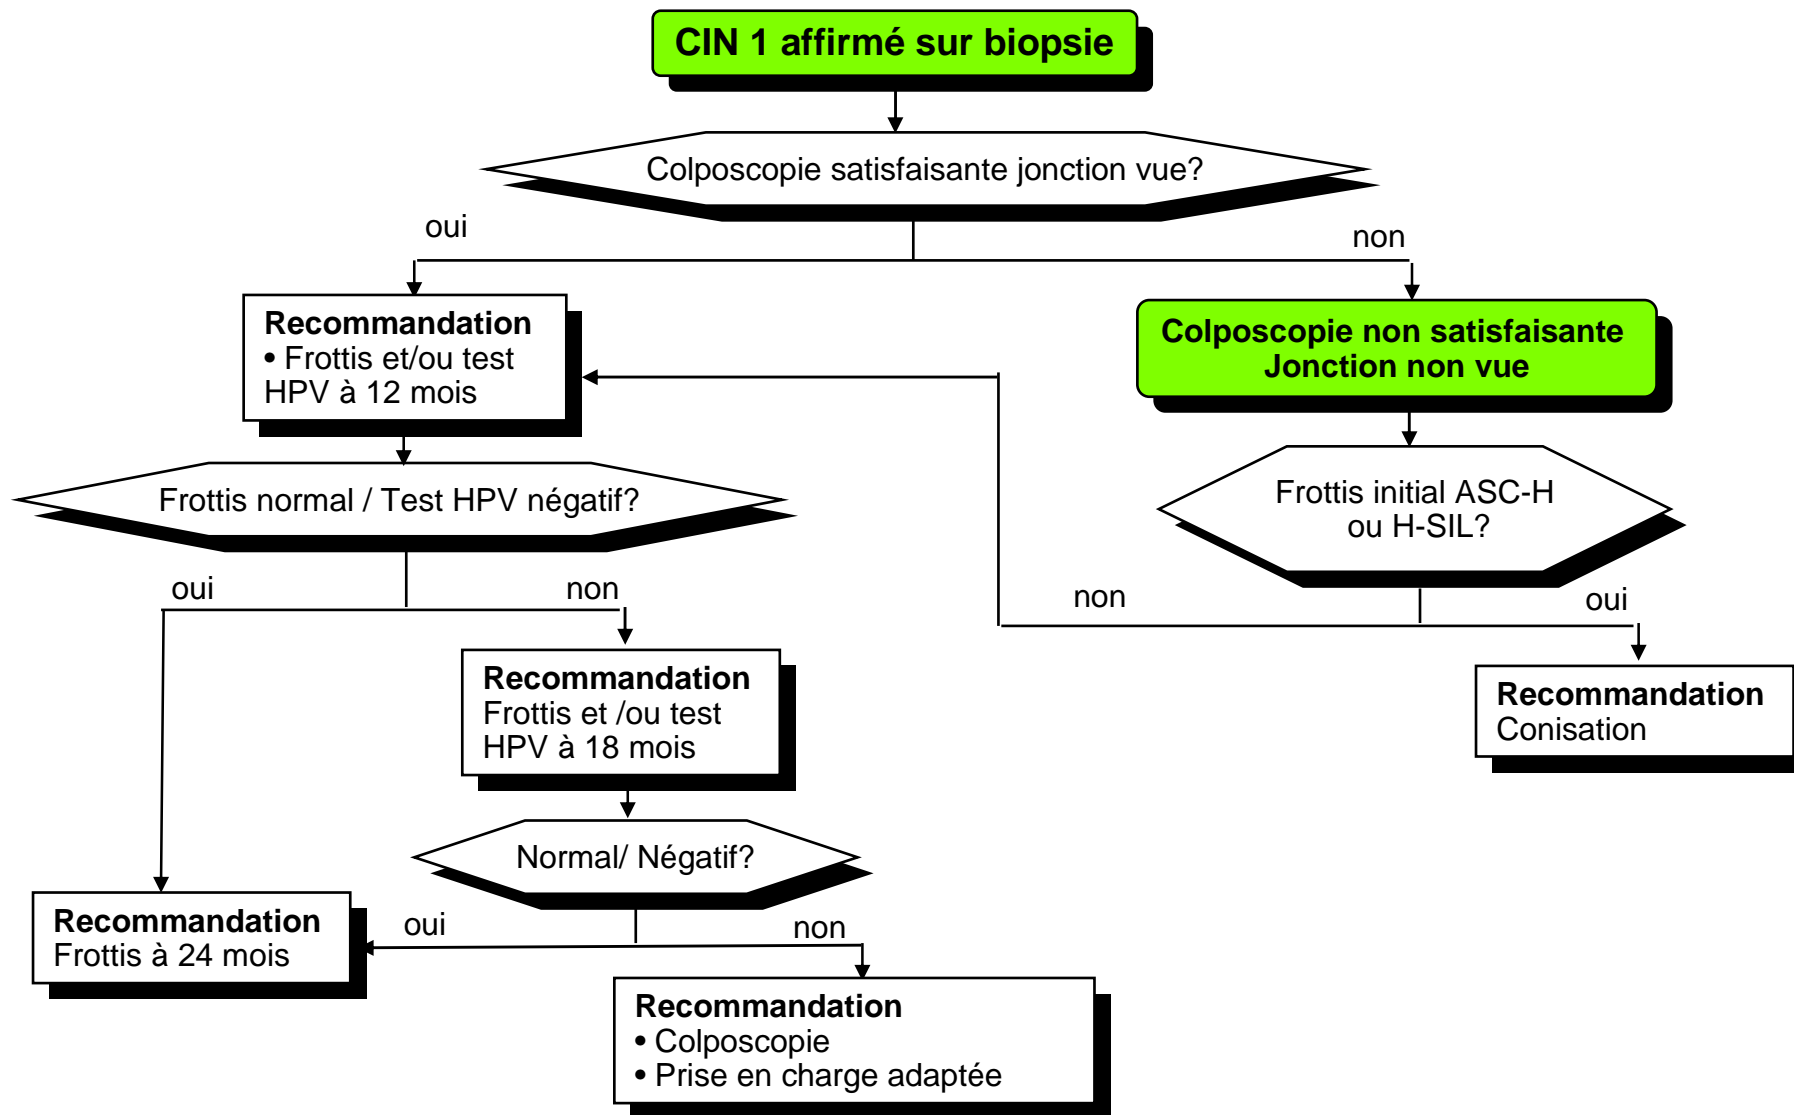 CIN 1 affirmé sur biopsie
Colposcopie satisfaisante jonction vue?
oui
non
Recommandation
• Frottis et/ou test
HPV à 12 mois
Colposcopie non satisfaisante
Jonction non vue
Frottis normal / Test HPV négatif?
Frottis initial ASC-H
ou H-SIL?
oui
non
non
oui
Recommandation
Frottis et /ou test
HPV à 18 mois
Recommandation
Conisation
Normal/ Négatif?
Recommandation
Frottis à 24 mois
oui
non
Recommandation
• Colposcopie
• Prise en charge adaptée